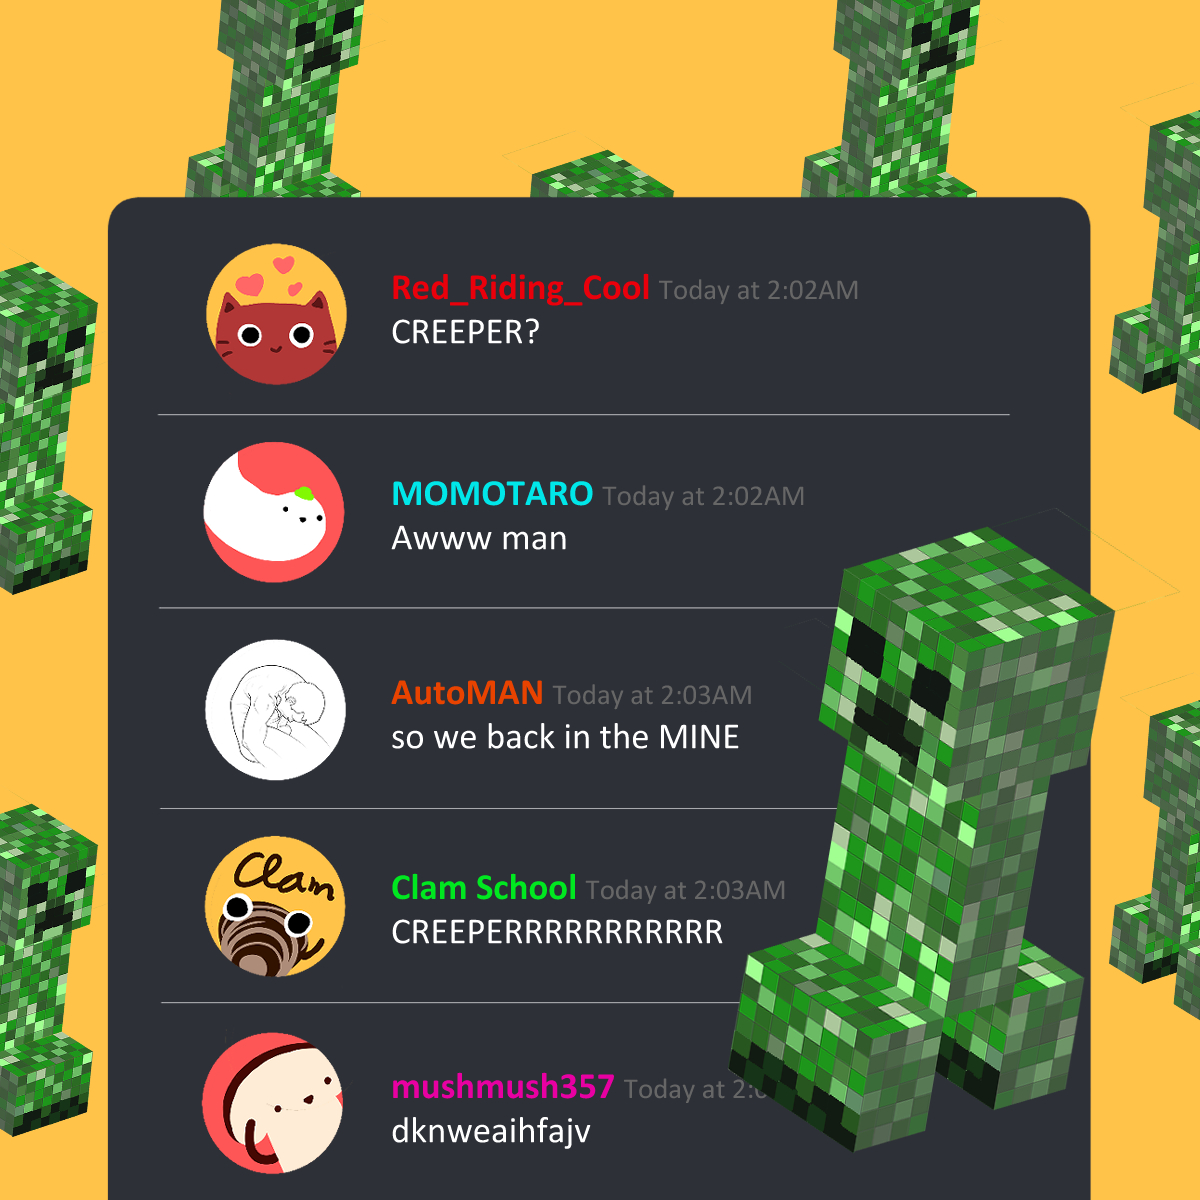 Red_Riding_Cool Today at 2:02AM
CREEPER?
MOMOTARO Today at 2:02AM
Awww man
AutoMAN Today at 2:03AM
so we back in the MINE
Clam
Clam School Today at 2:03AM
CREEPERRRRRRRRRRR
mushmush357 Today at
dknweaihfajv